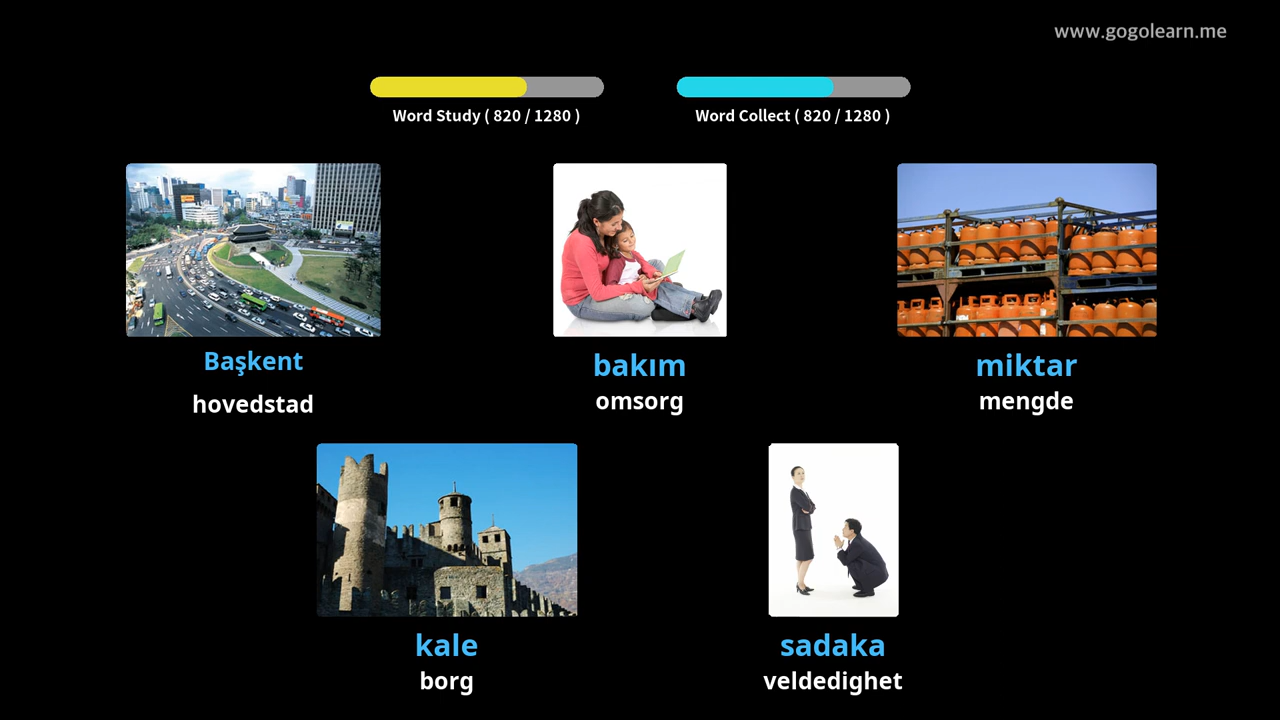 www.gogolearn.me
Word Study ( 820 / 1280 )
Word Collect ( 820 / 1280 )
Başkent
hovedstad
bakım
omsorg
miktar
mengde
kale
borg
sadaka
veldedighet